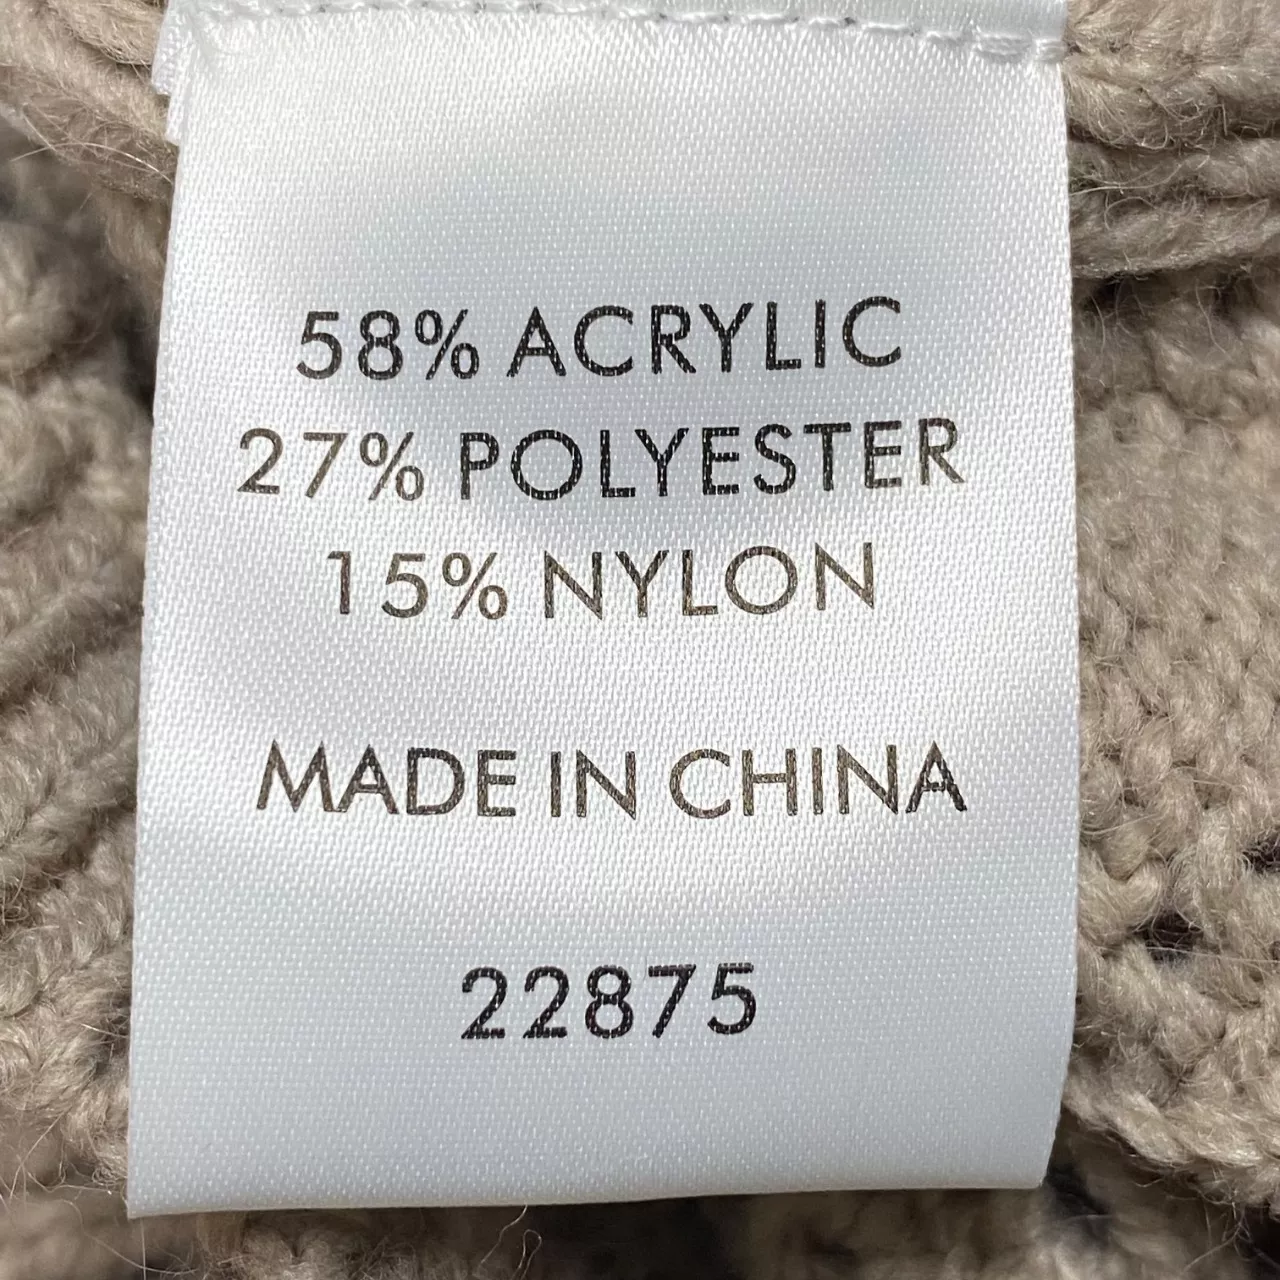 58% ACRYLIC
27% POLYESTER
15% NYLON
MADE IN CHINA
22875